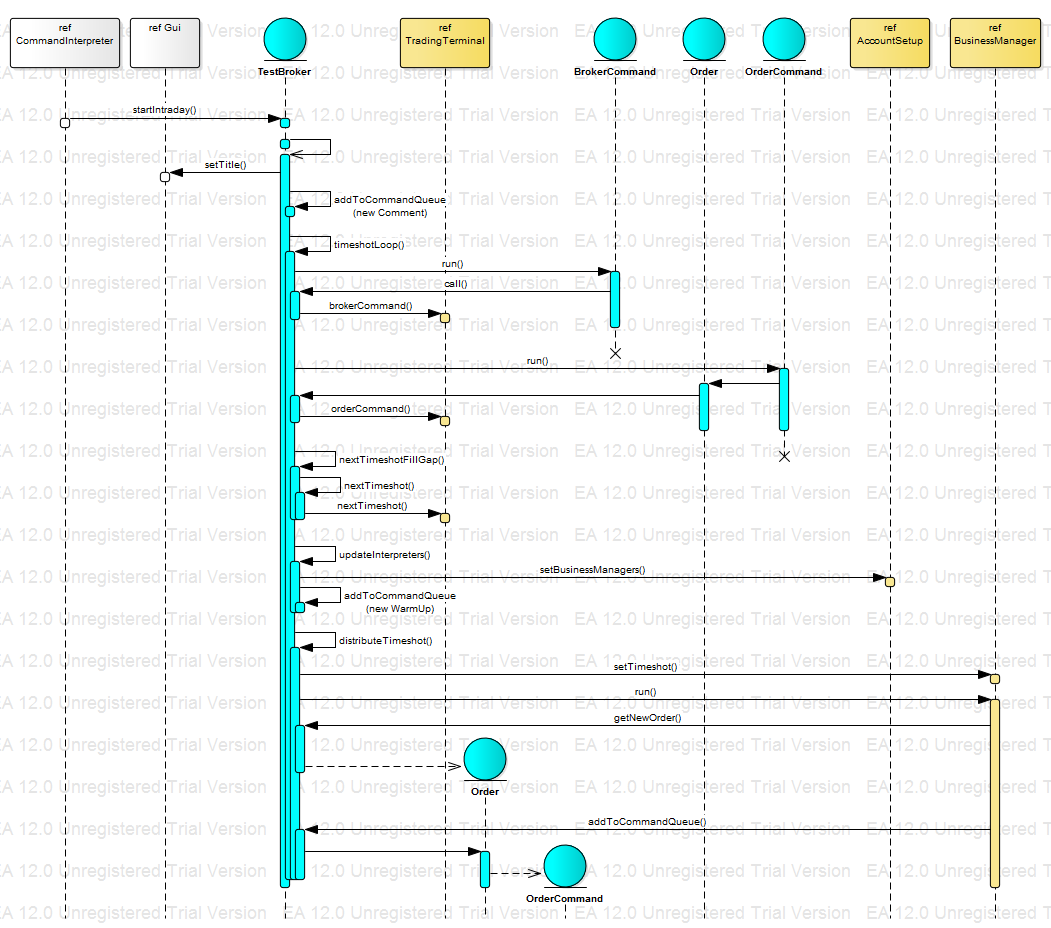 ref
CommandInterpreter
ref Gui
TestBroker
ref
TradingTerminal
BrokerCommand
Order
OrderCommand
ref
AccountSetup
ref
BusinessManager
startIntraday()
setTitle()
addToCommandQueue
(new Comment)
timeshotLoop()
run()
call()
brokerCommand()
run()
orderCommand()
nextTimeshotFillGap()
nextTimeshot()
nextTimeshot()
updateInterpreters()
setBusinessManagers()
addToCommandQueue
(new WarmUp)
distributeTimeshot()
setTimeshot()
run()
getNewOrder()
Order
addToCommandQueue()
OrderCommand
EA 12.0 Unregistered Trial Version